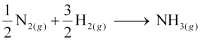 1/2 N₂₍g₎ + 3/2 H₂₍g₎ ⟶ NH₃₍g₎